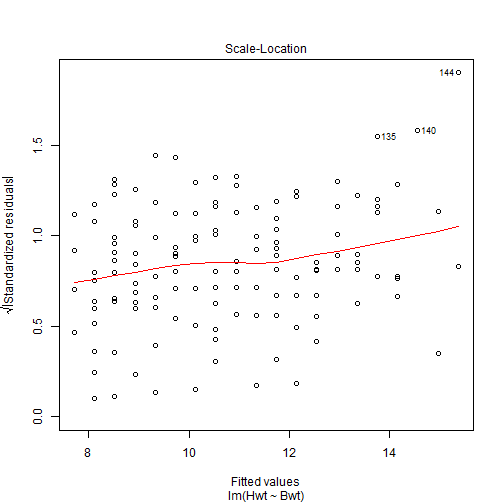 Scale-Location
144
135
140
√|Standardized residuals|
1.5
1.0
0.5
0.0
8
10
12
14
Fitted values
lm(Hwt ~ Bwt)